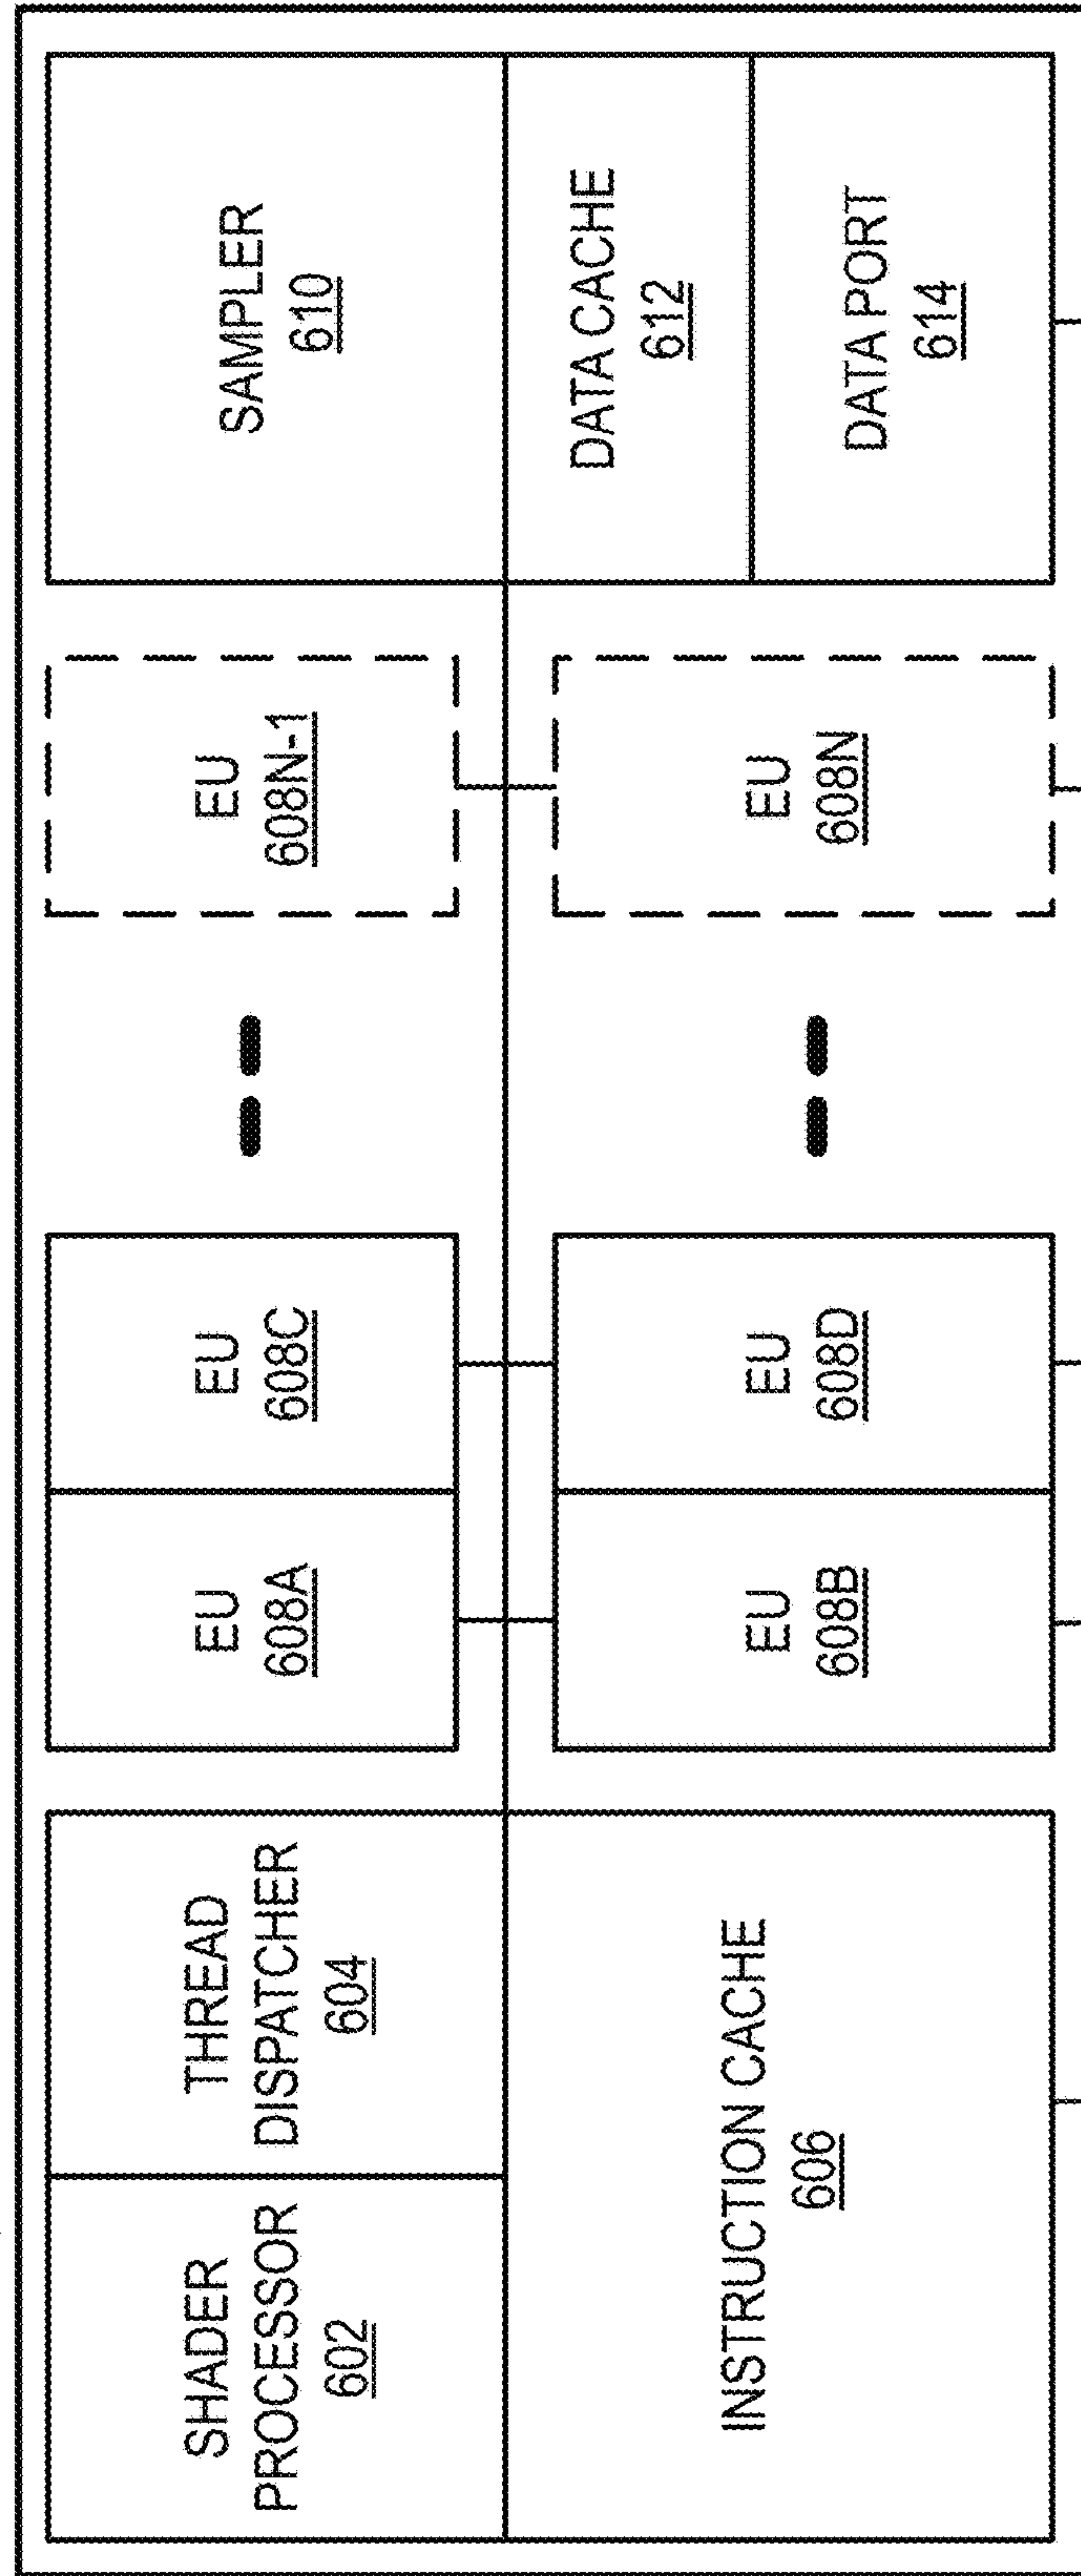 SHADER
PROCESSOR
602
THREAD
DISPATCHER
604
INSTRUCTION CACHE
606
EU
608A
EU
608C
EU
608B
EU
608D
EU
608N-1
EU
608N
SAMPLER
610
DATA CACHE
612
DATA PORT
614